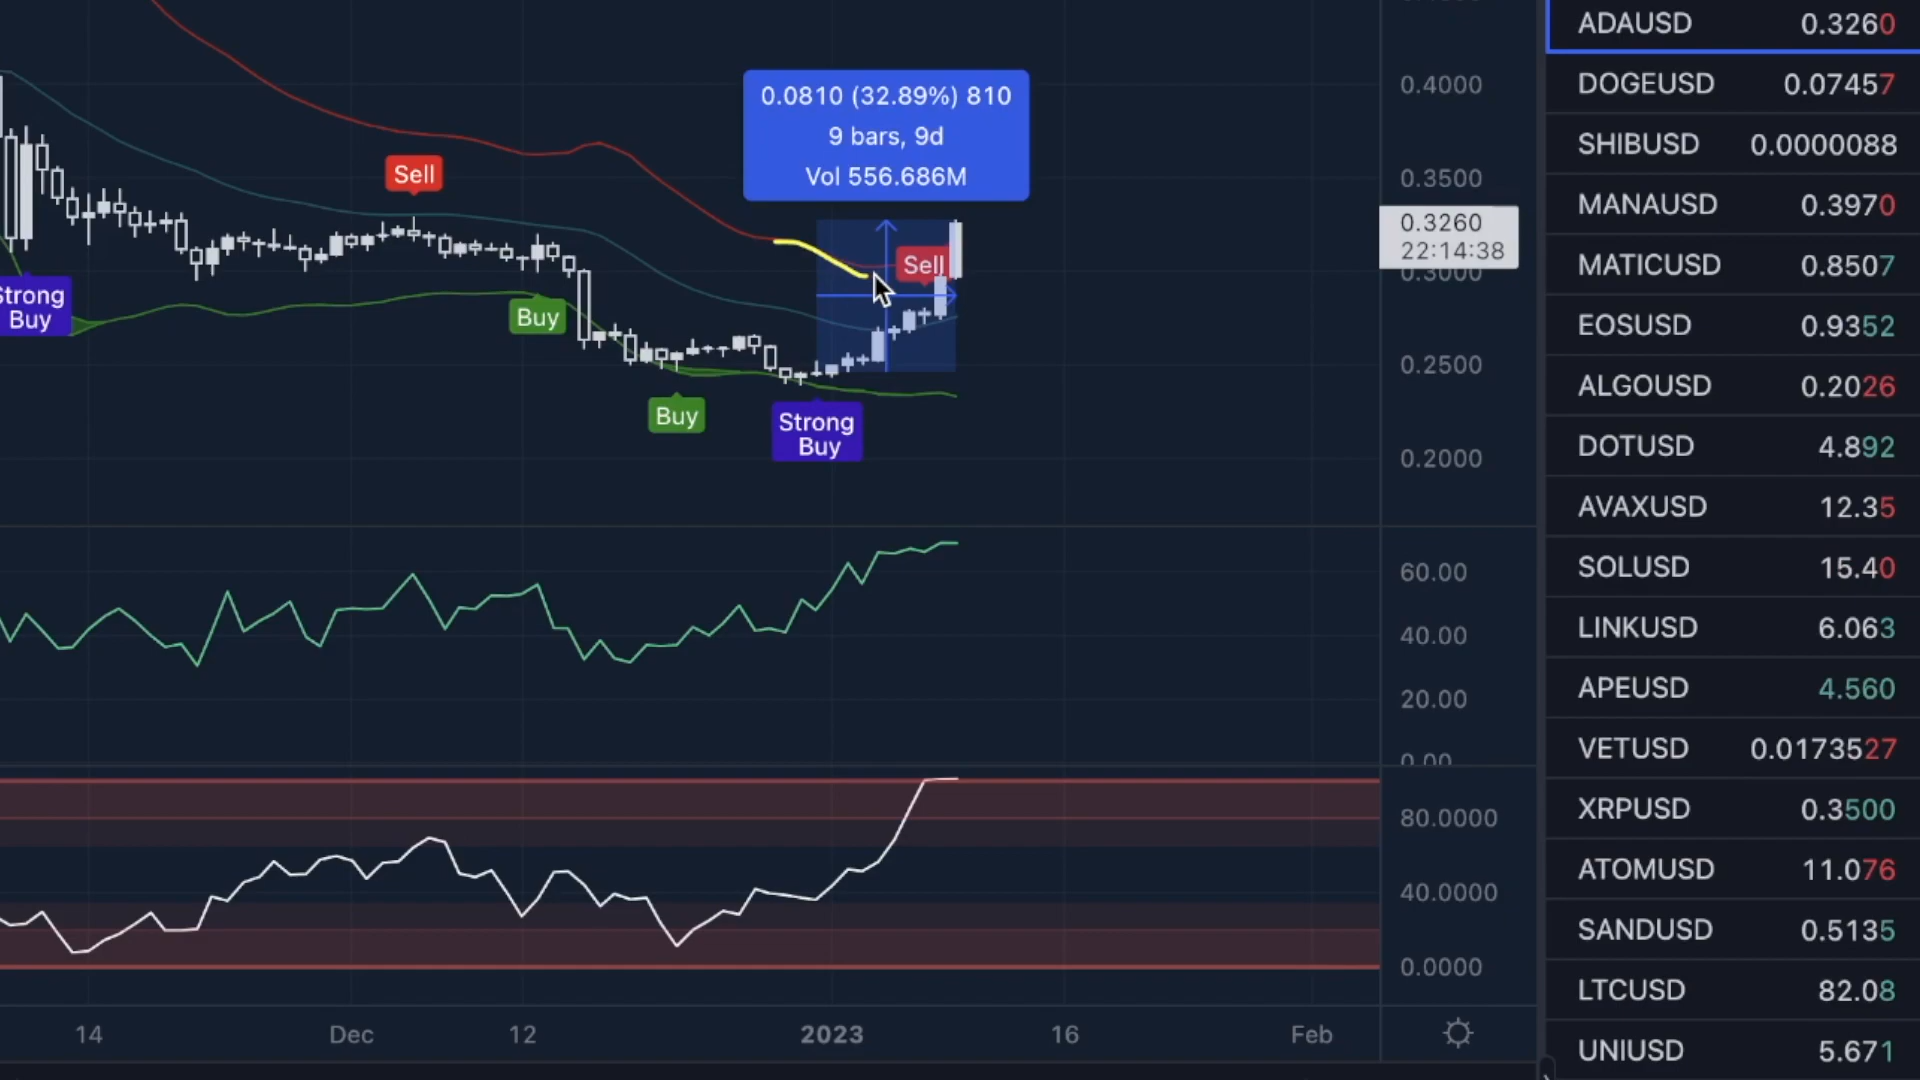 0.0810 (32.89%) 810
9 bars, 9d
Vol 556.686M
Sell
Sell
Strong
Buy
Buy
Buy
Strong
Buy
0.4000
0.3500
0.3260
22:14:38
0.3000
0.2500
0.2000
60.00
40.00
20.00
0.00
80.0000
40.0000
0.0000
14
Dec
12
2023
16
Feb
ADAUSD 0.3260
DOGEUSD 0.07457
SHIBUSD 0.0000088
MANAUSD 0.3970
MATICUSD 0.8507
EOSUSD 0.9352
ALGOUSD 0.2026
DOTUSD 4.892
AVAXUSD 12.35
SOLUSD 15.40
LINKUSD 6.063
APEUSD 4.560
VETUSD 0.0173527
XRPUSD 0.3500
ATOMUSD 11.076
SANDUSD 0.5135
LTCUSD 82.08
UNIUSD 5.671